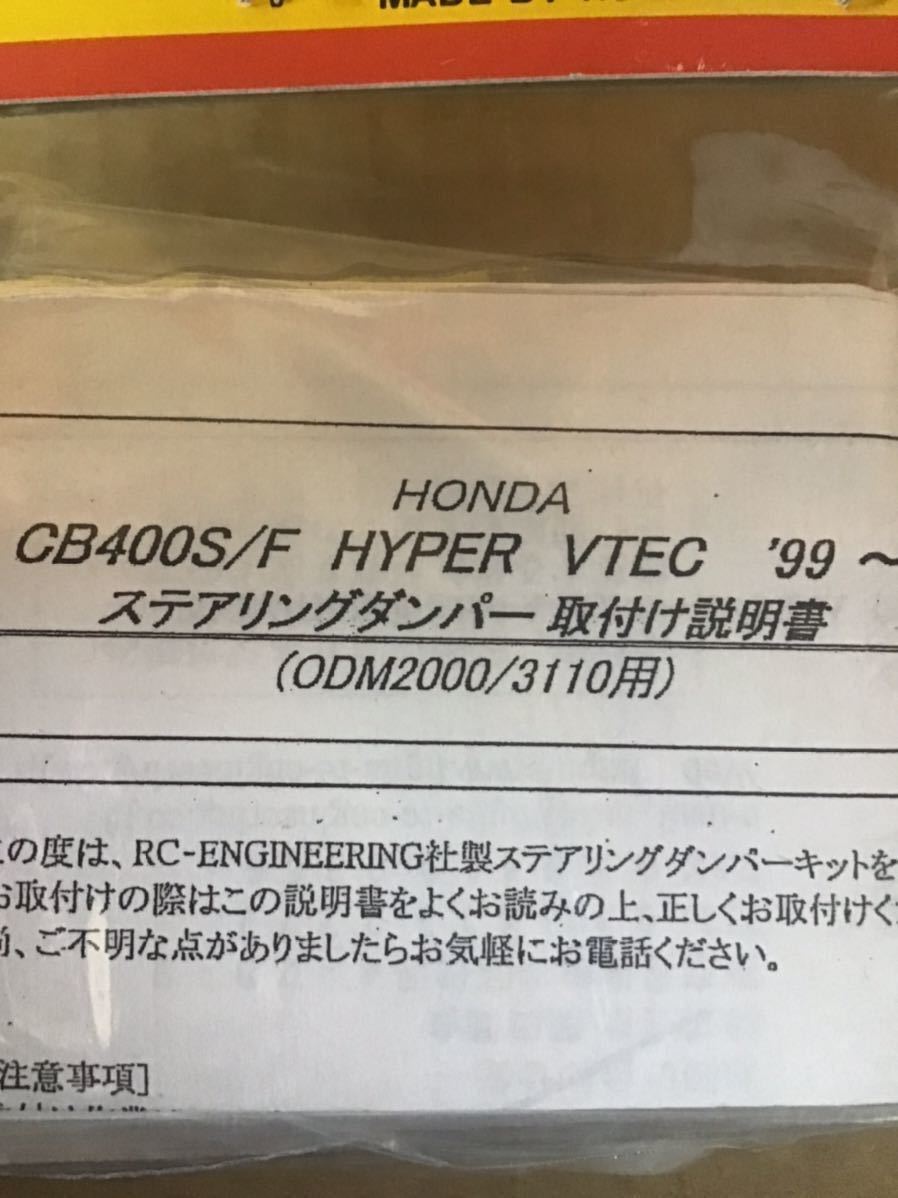 MADE BY
HONDA
CB400S/F HYPER VTEC '99 ～
ステアリングダンパー 取付け説明書
(ODM2000/3110用)
この度は、RC-ENGINEERING社製ステアリングダンパーキットを
お取付けの際はこの説明書をよくお読みの上、正しくお取付けく
尚、ご不明な点がありましたらお気軽にお電話ください。
注意事項]